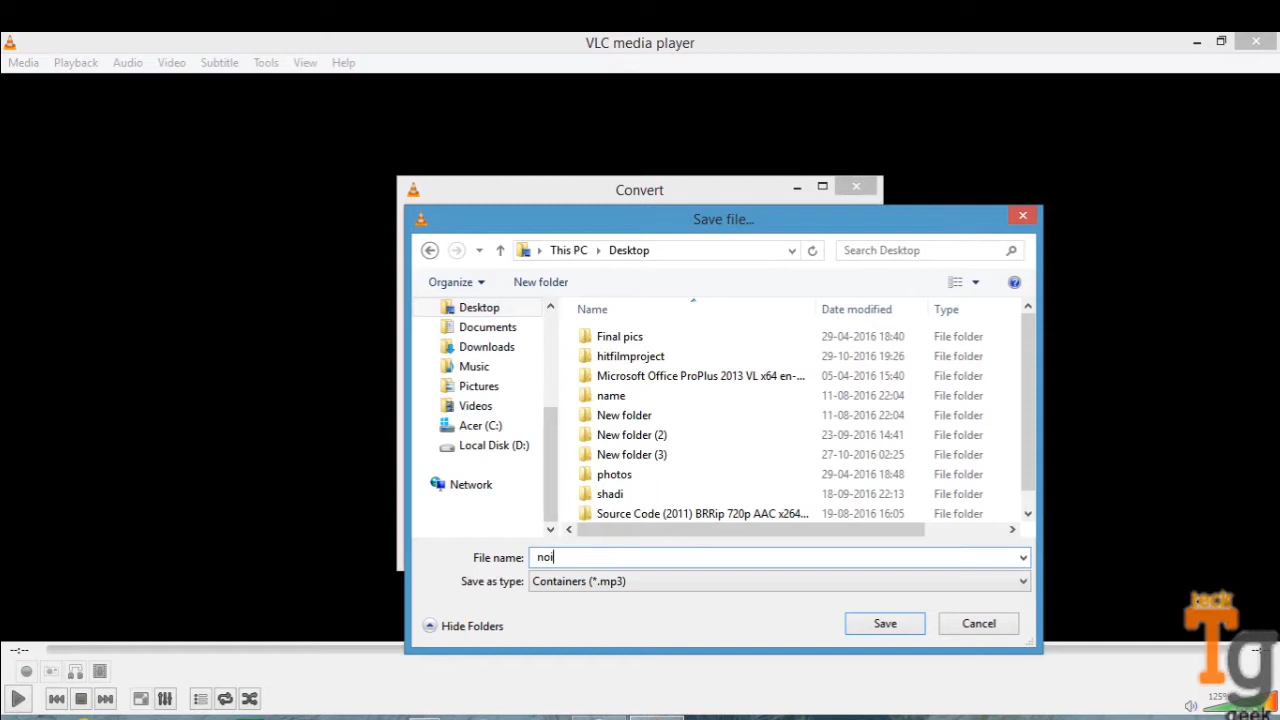 VLC media player
Media Playback Audio Video Subtitle Tools View Help
Convert
Save file...
This PC Desktop
Search Desktop
Organize New folder
Name Date modified Type
Desktop
Documents
Downloads
Music
Pictures
Videos
Acer (C:)
Local Disk (D:)
Network
Final pics 29-04-2016 18:40 File folder
hitfilmproject 29-10-2016 19:26 File folder
Microsoft Office ProPlus 2013 VL x64 en-... 05-04-2016 15:40 File folder
name 11-08-2016 22:04 File folder
New folder 11-08-2016 22:04 File folder
New folder (2) 23-09-2016 14:41 File folder
New folder (3) 27-10-2016 02:25 File folder
photos 29-04-2016 18:48 File folder
shadi 18-09-2016 22:13 File folder
Source Code (2011) BRRip 720p AAC x264... 19-08-2016 16:05 File folder
File name: noi
Save as type: Containers (*.mp3)
Hide Folders Save Cancel
--:-- --:--
125%
tech
Tg
geek